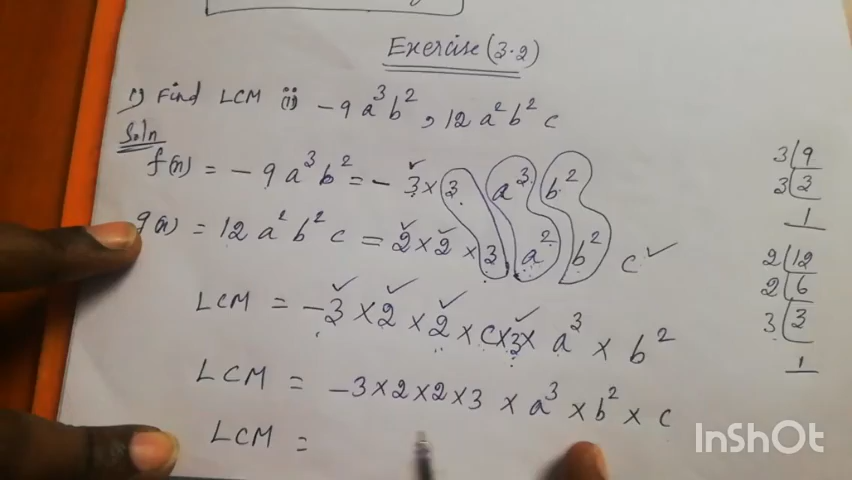 Exercise (3.2)
1) Find LCM (ii) -9a³b², 12a²b²c
Soln
f(x) = -9a³b² = -3×3 a³ b²
g(x) = 12a²b²c = 2×2×3 a² b² c
LCM = -3×2×2×c×3× a³ × b²
LCM = -3×2×2×3 × a³ × b² × c
LCM =
3 9
3 3
1
2 12
2 6
3 3
1
InShOt